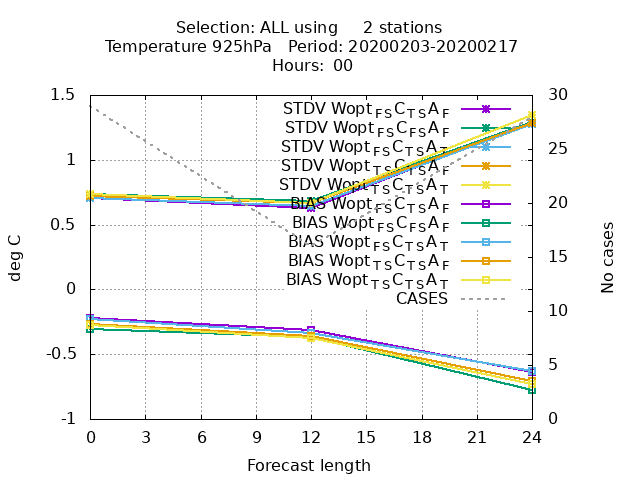 Selection: ALL using 2 stations
Temperature 925hPa Period: 20200203-20200217
Hours: 00
1.5
1
0.5
0
-0.5
-1
deg C
30
25
20
15
10
5
0
No cases
STDV Wopt FS C TS A F
STDV Wopt FS C FS A F
STDV Wopt FS C TS A T
STDV Wopt TS C TS A F
STDV Wopt TS C TS A T
BIAS Wopt FS C TS A F
BIAS Wopt FS C FS A F
BIAS Wopt FS C TS A T
BIAS Wopt TS C TS A F
BIAS Wopt TS C TS A T
CASES
0 3 6 9 12 15 18 21 24
Forecast length